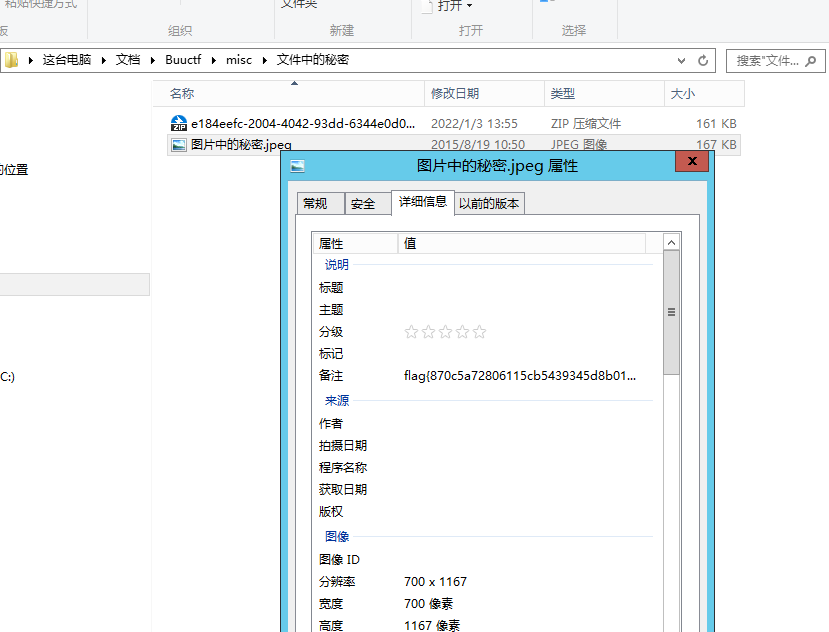 粘贴快捷方式
文件夹
打开
板
组织
新建
打开
选择
这台电脑 文档 Buuctf misc 文件中的秘密
搜索"文件...
名称 修改日期 类型 大小
e184eefc-2004-4042-93dd-6344e0d0... 2022/1/3 13:55 ZIP 压缩文件 161 KB
图片中的秘密.jpeg 2015/8/19 10:50 JPEG 图像 167 KB
的位置
C:)
图片中的秘密.jpeg 属性
x
常规 安全 详细信息 以前的版本
属性 值
说明
标题
主题
分级
标记
备注 flag{870c5a72806115cb5439345d8b01...
来源
作者
拍摄日期
程序名称
获取日期
版权
图像
图像 ID
分辨率 700 x 1167
宽度 700 像素
高度 1167 像素